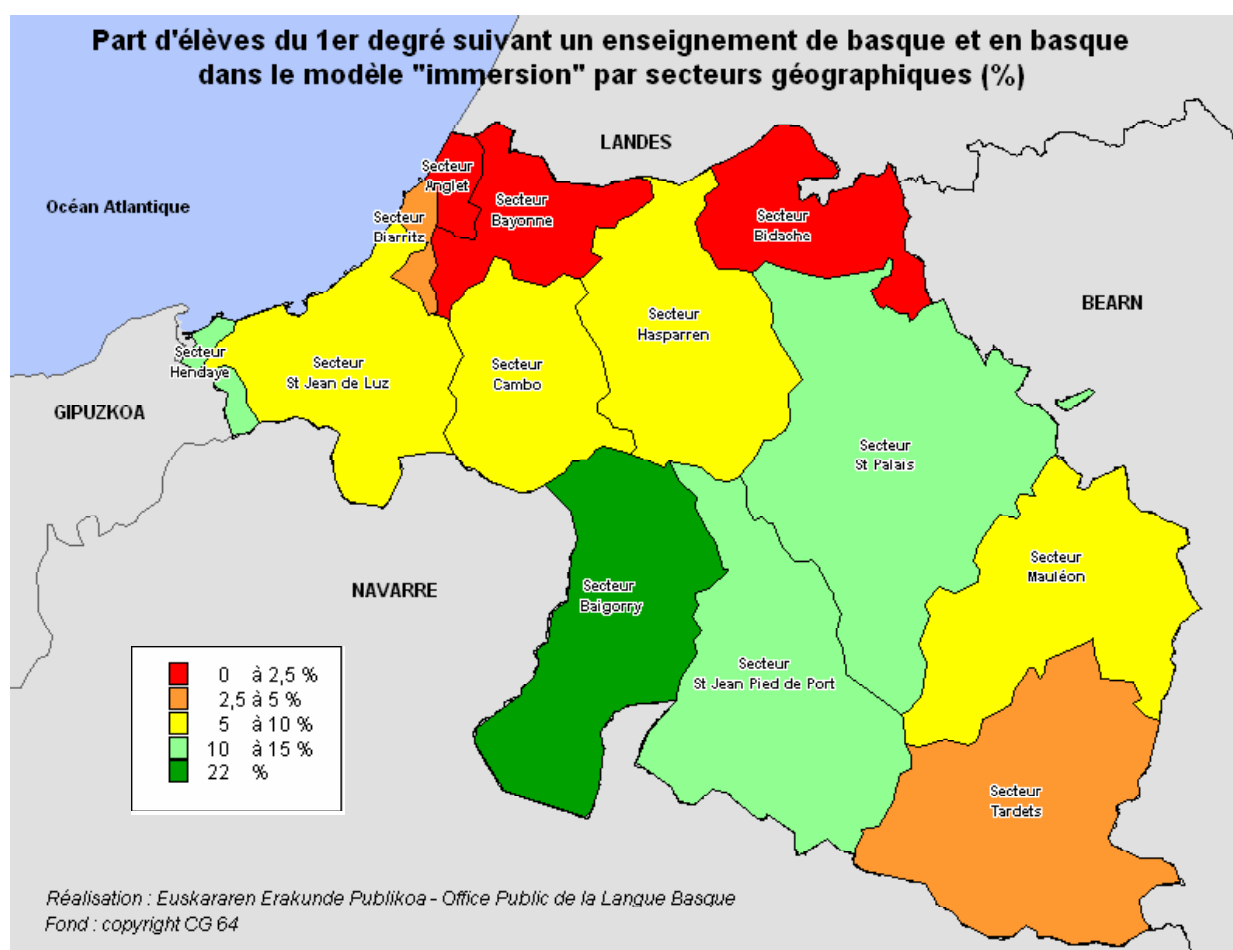 Part d'élèves du 1er degré suivant un enseignement de basque et en basque
dans le modèle "immersion" par secteurs géographiques (%)
LANDES
Océan Atlantique
Secteur
Anglet
Secteur
Bayonne
Secteur
Biarritz
Secteur
Bidache
BEARN
Secteur
Hasparren
Secteur
Hendaye
Secteur
St Jean de Luz
Secteur
Cambo
GIPUZKOA
Secteur
St Palais
Secteur
Mauléon
NAVARRE
Secteur
Baigorry
Secteur
St Jean Pied de Port
Secteur
Tardets
0 à 2,5 %
2,5 à 5 %
5 à 10 %
10 à 15 %
22 %
Réalisation : Euskararen Erakunde Publikoa - Office Public de la Langue Basque
Fond : copyright CG 64